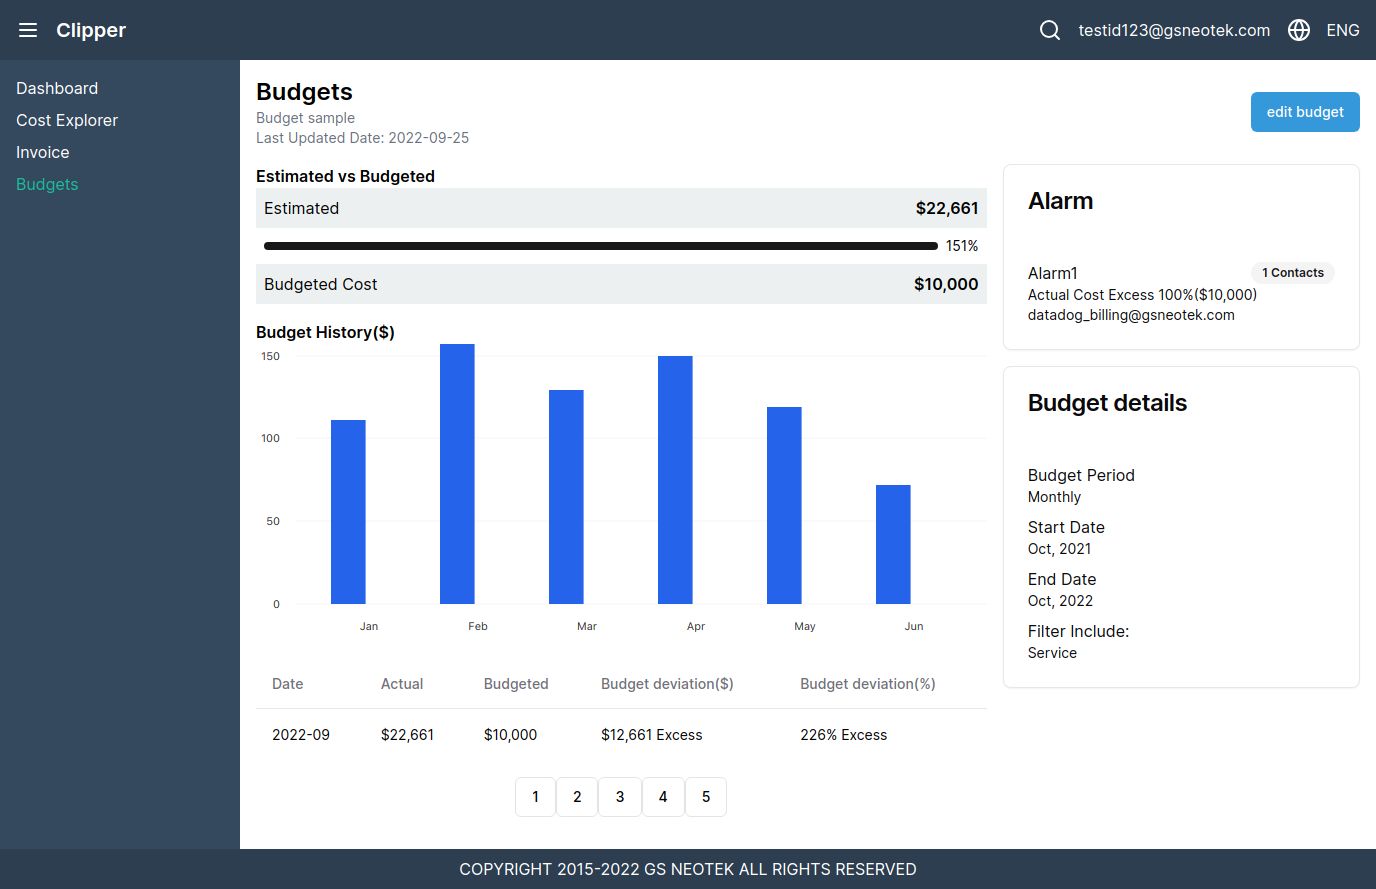 Clipper
testid123@gsneotek.com ENG
Dashboard
Cost Explorer
Invoice
Budgets
Budgets
Budget sample
Last Updated Date: 2022-09-25
edit budget
Estimated vs Budgeted
Estimated $22,661
151%
Budgeted Cost $10,000
Budget History($)
150
100
50
0
Jan Feb Mar Apr May Jun
Date Actual Budgeted Budget deviation($) Budget deviation(%)
2022-09 $22,661 $10,000 $12,661 Excess 226% Excess
1 2 3 4 5
Alarm
Alarm1 1 Contacts
Actual Cost Excess 100%($10,000)
datadog_billing@gsneotek.com
Budget details
Budget Period
Monthly
Start Date
Oct, 2021
End Date
Oct, 2022
Filter Include:
Service
COPYRIGHT 2015-2022 GS NEOTEK ALL RIGHTS RESERVED